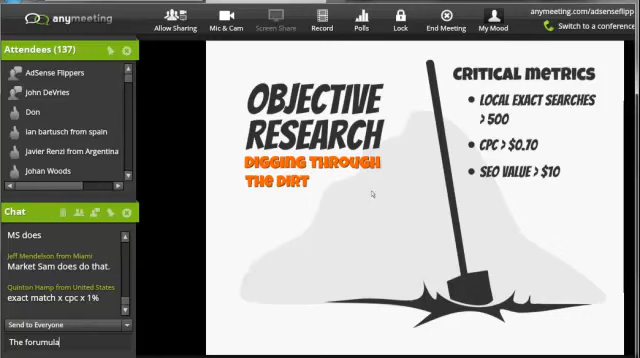 anymeeting
anymeeting.com/adsenseflipp
Allow Sharing
Mic & Cam
Screen Share
Record
Polls
Lock
End Meeting
My Mood
Switch to a conference
Attendees (137)
AdSense Flippers
John DeVries
Don
ian bartusch from spain
Javier Renzi from Argentina
Johan Woods
Chat
MS does
Jeff Mendelson from Miami
Market Sam does do that.
Quinton Hamp from United States
exact match x cpc x 1%
Send to Everyone
The forumula
OBJECTIVE
RESEARCH
DIGGING THROUGH
THE DIRT
CRITICAL METRICS
• LOCAL EXACT SEARCHES
> 500
• CPC > $0.70
• SEO VALUE > $10